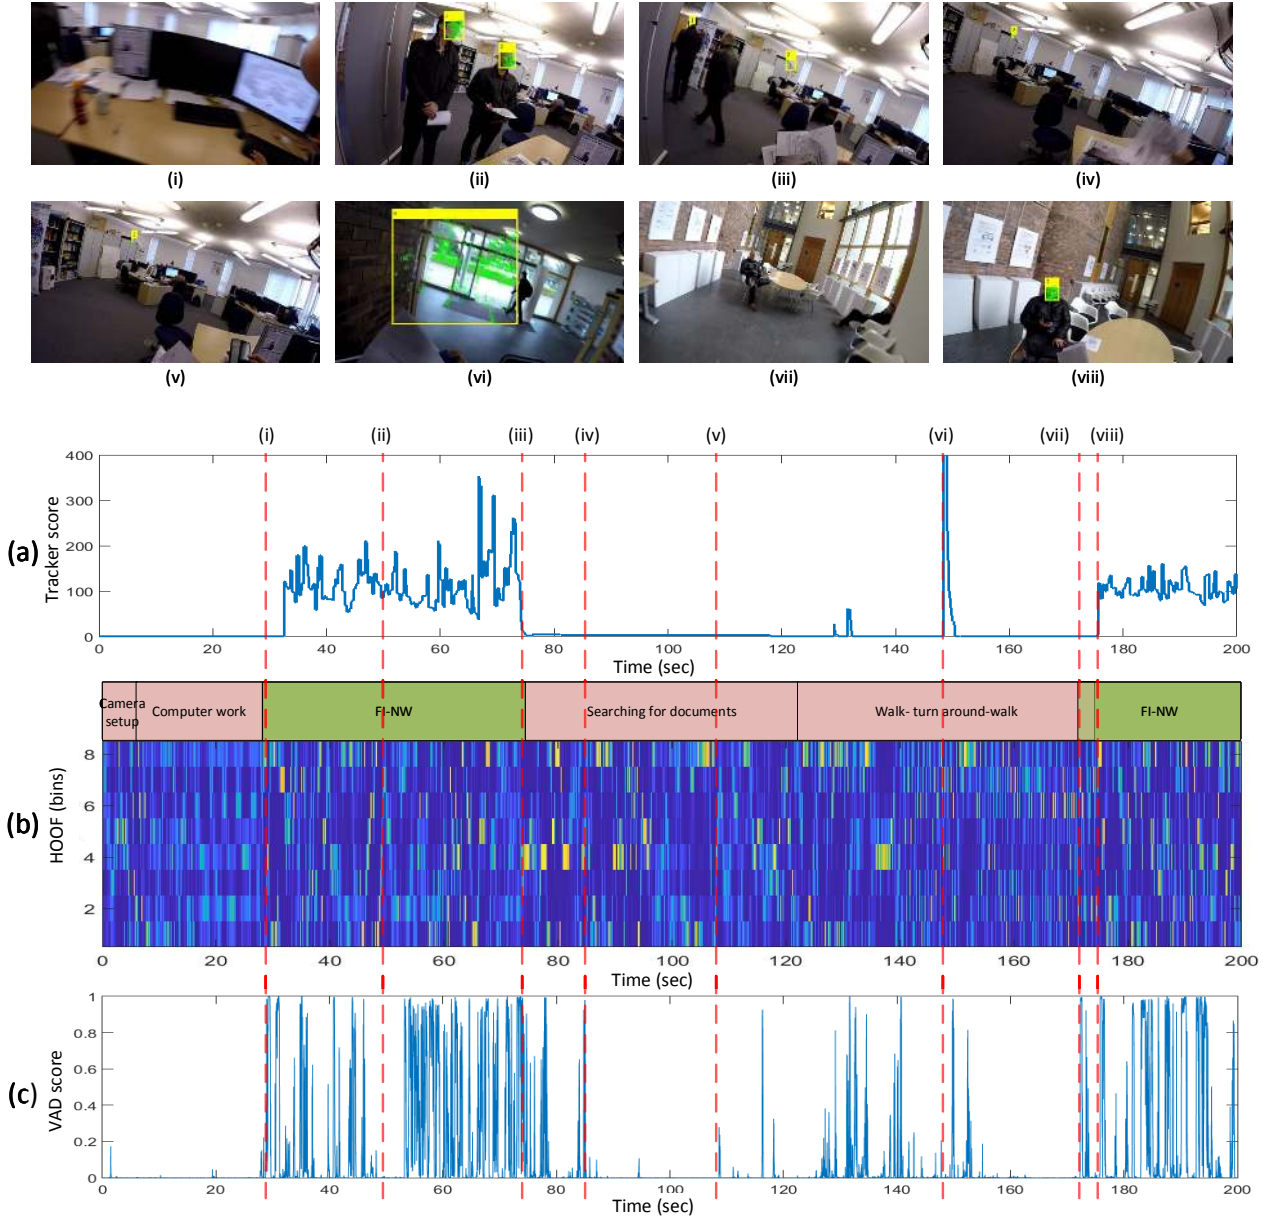 (i) (ii) (iii) (iv)
(v) (vi) (vii) (viii)
(i) (ii) (iii) (iv) (v) (vi) (vii) (viii)
(a)
Tracker score
400
300
200
100
0
0 20 40 60 80 100 120 140 160 180 200
Time (sec)
Camera setup
Computer work
FI-NW
Searching for documents
Walk- turn around-walk
FI-NW
(b)
HOOF (bins)
8
6
4
2
0 20 40 60 80 100 120 140 160 180 200
Time (sec)
(c)
VAD score
1
0.8
0.6
0.4
0.2
0
0 20 40 60 80 100 120 140 160 180 200
Time (sec)